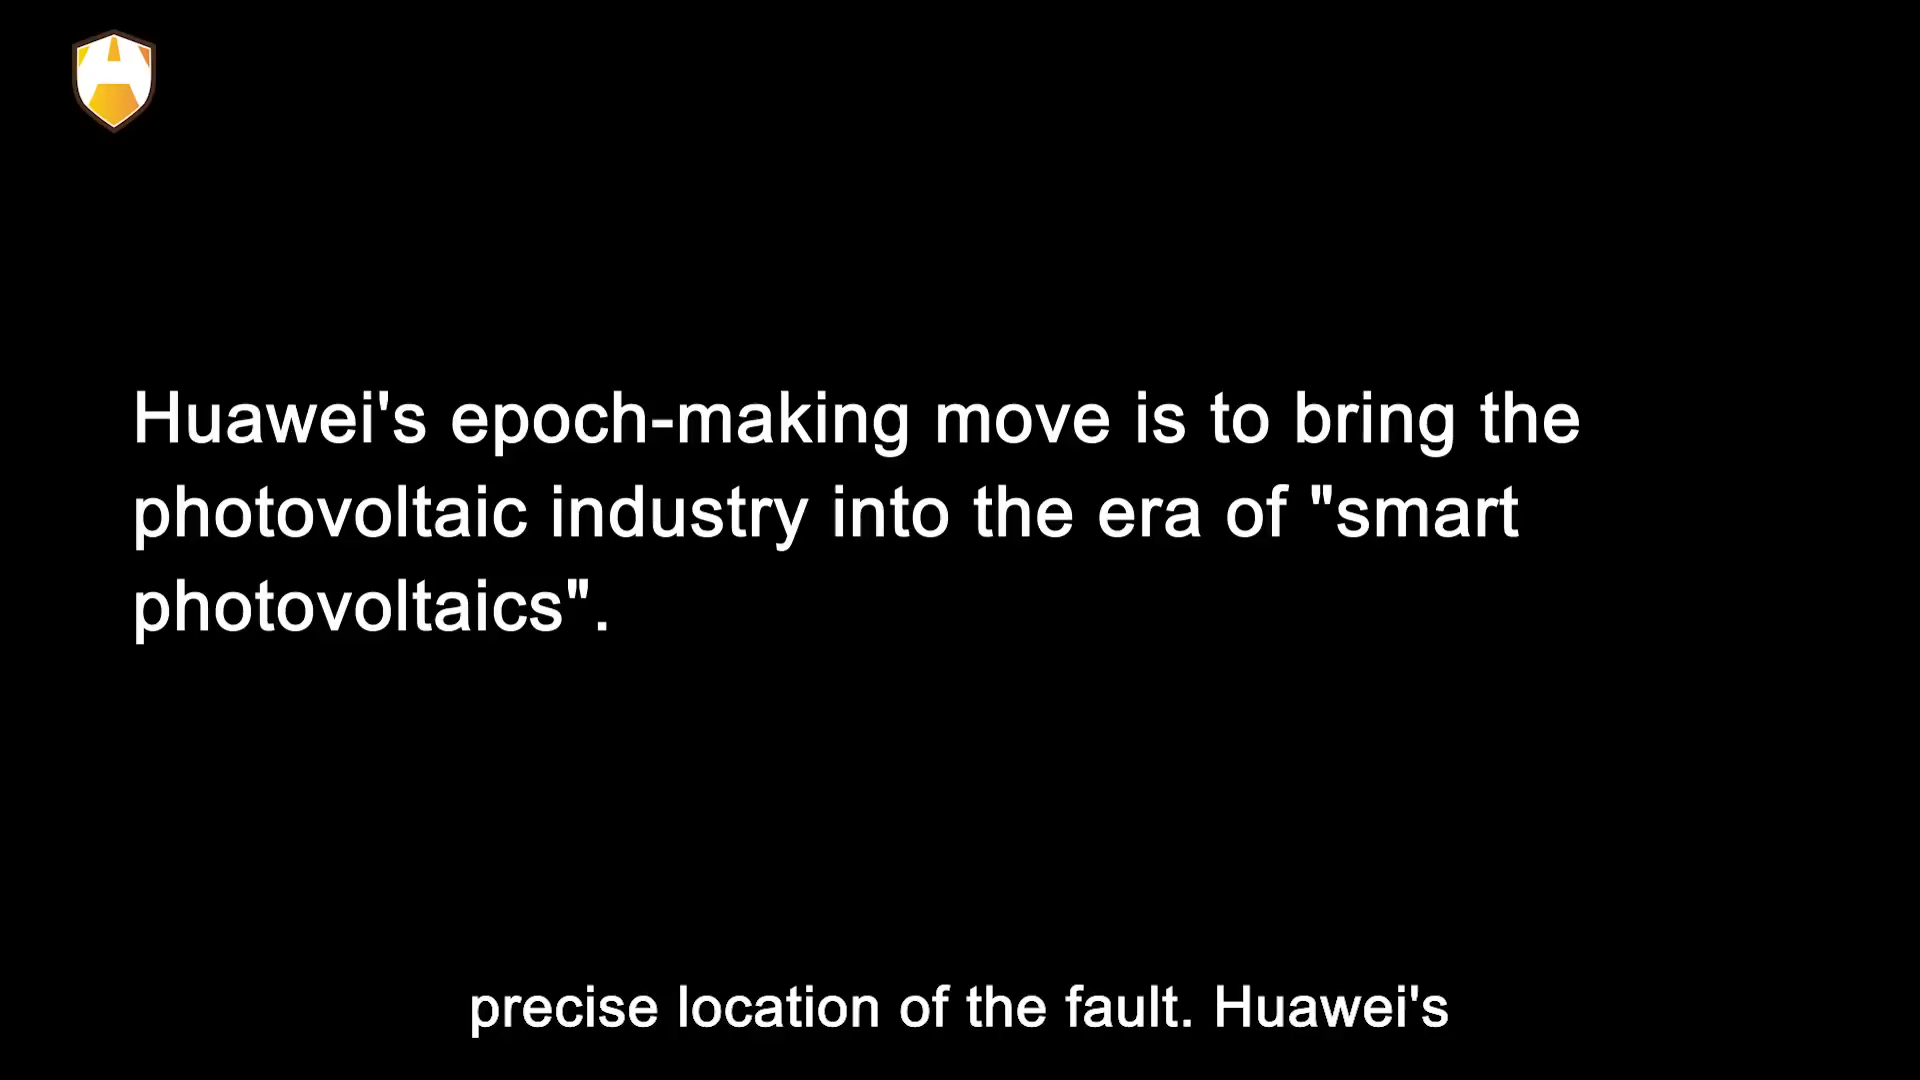 Huawei's epoch-making move is to bring the
photovoltaic industry into the era of "smart
photovoltaics".
precise location of the fault. Huawei's